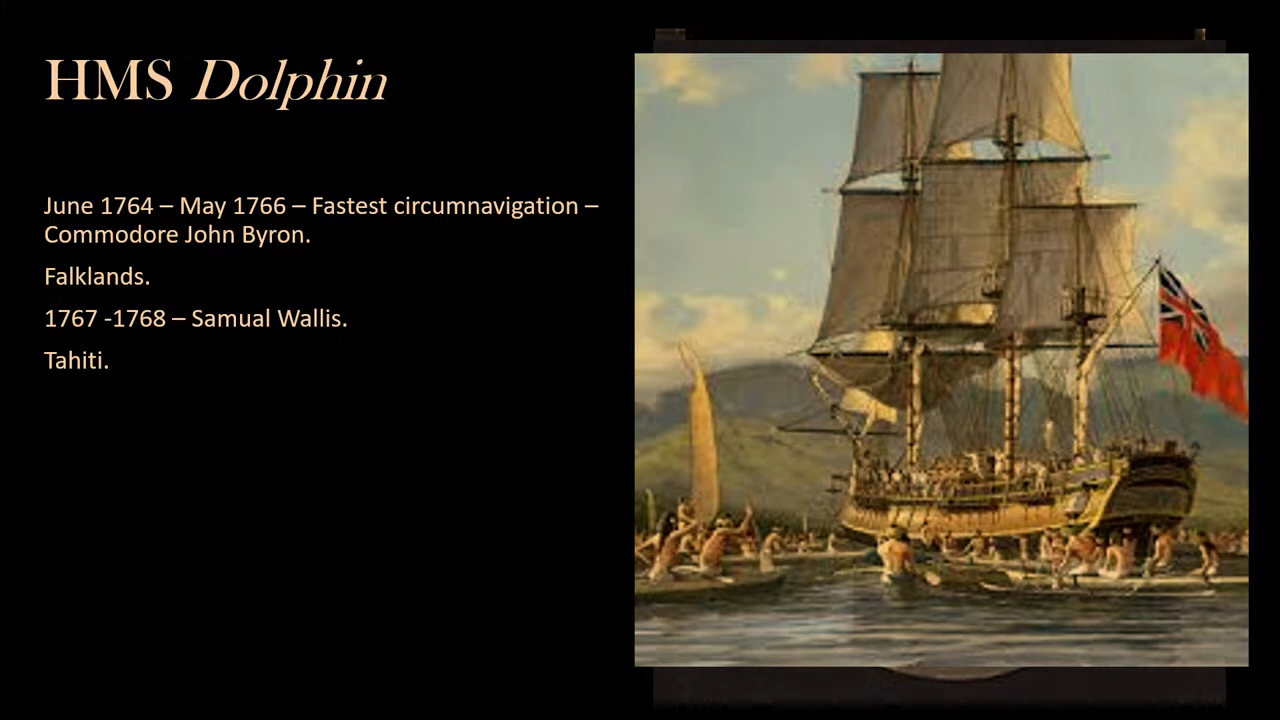 HMS Dolphin
June 1764 – May 1766 – Fastest circumnavigation –
Commodore John Byron.
Falklands.
1767 -1768 – Samual Wallis.
Tahiti.